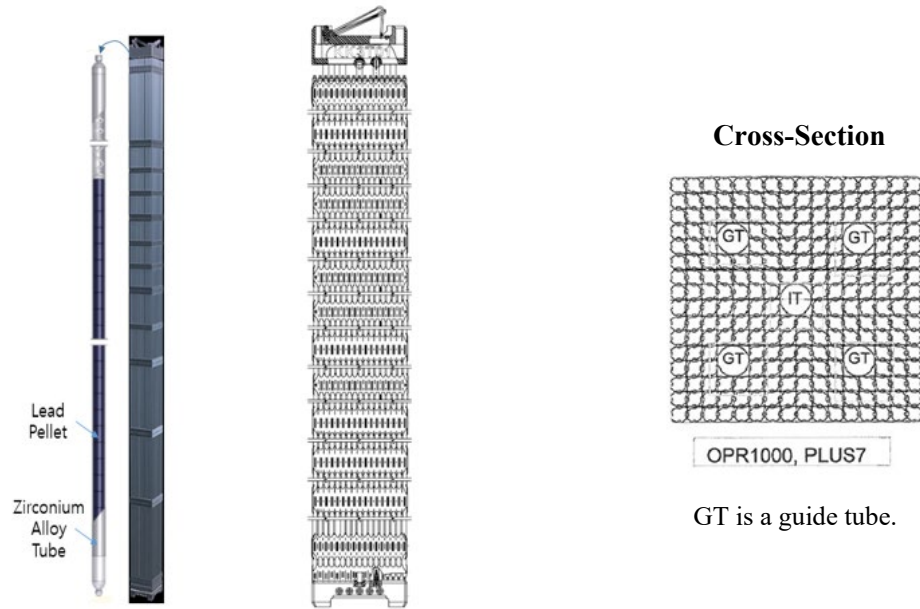 Lead
Pellet
Zirconium
Alloy
Tube
Cross-Section
GT
GT
IT
GT
GT
OPR1000, PLUS7
GT is a guide tube.